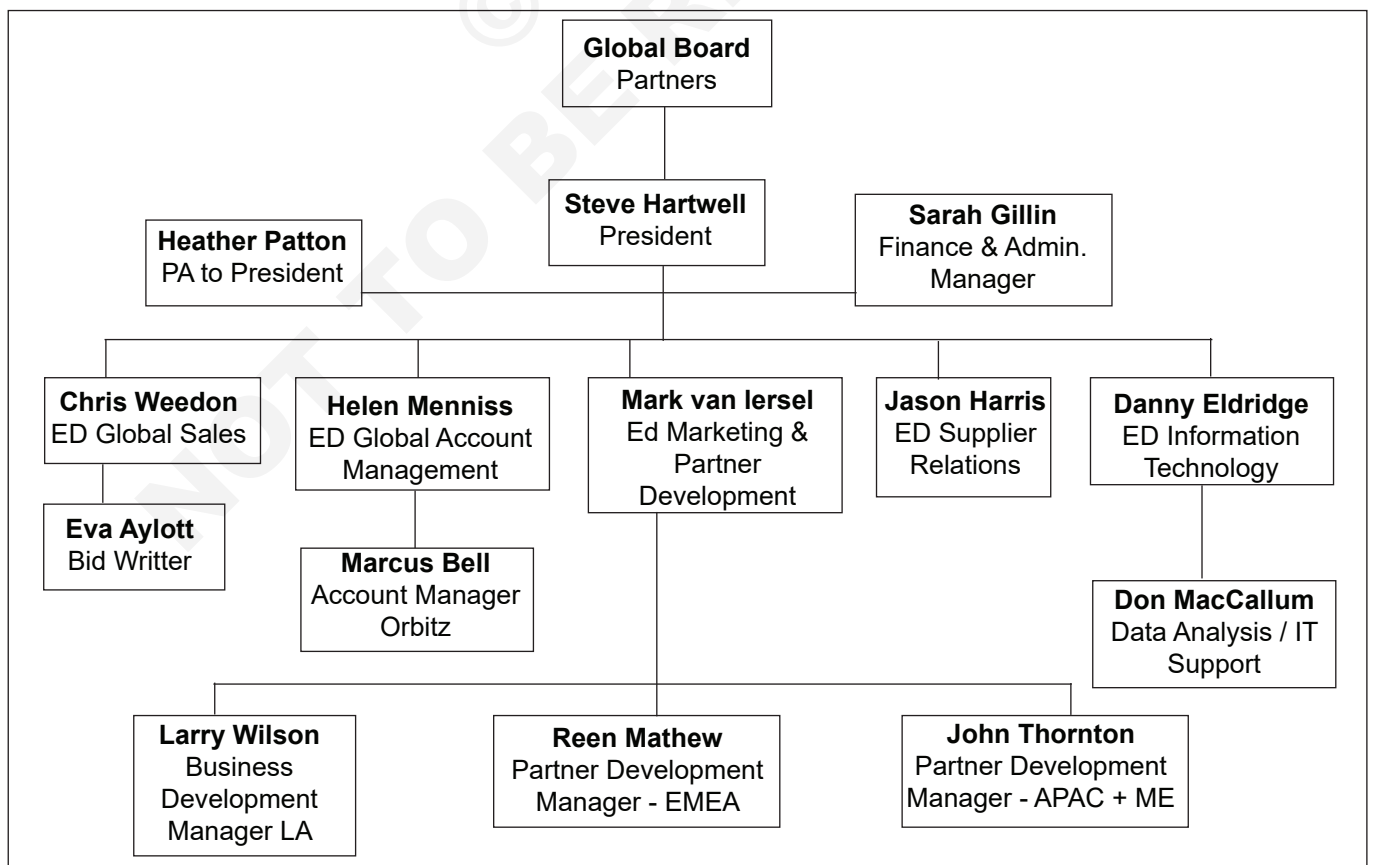 Global Board
Partners
Steve Hartwell
President
Heather Patton
PA to President
Sarah Gillin
Finance & Admin.
Manager
Chris Weedon
ED Global Sales
Helen Menniss
ED Global Account
Management
Mark van Iersel
Ed Marketing &
Partner
Development
Jason Harris
ED Supplier
Relations
Danny Eldridge
ED Information
Technology
Eva Aylott
Bid Writter
Marcus Bell
Account Manager
Orbitz
Don MacCallum
Data Analysis / IT
Support
Larry Wilson
Business
Development
Manager LA
Reen Mathew
Partner Development
Manager - EMEA
John Thornton
Partner Development
Manager - APAC + ME
©
NOT TO BE R